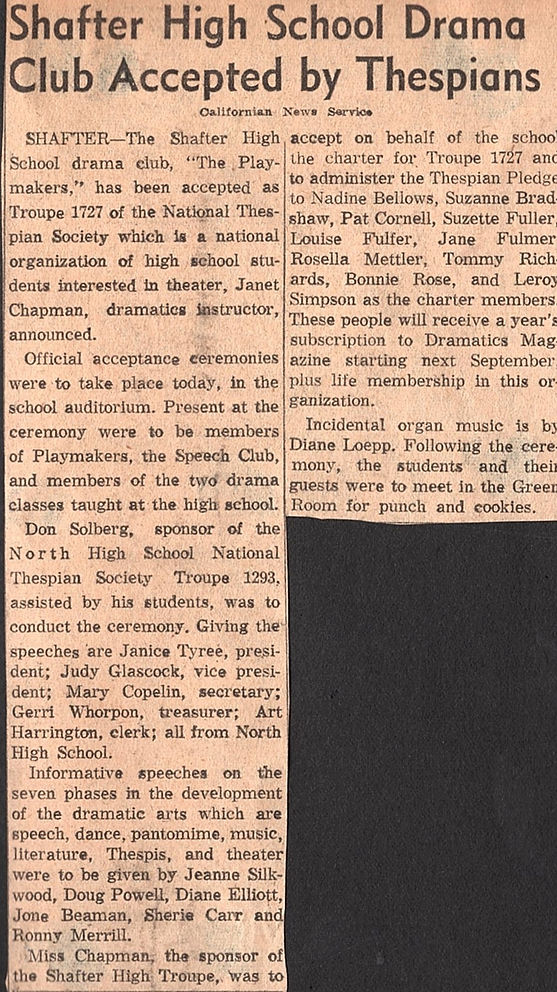 Shafter High School Drama
Club Accepted by Thespians
Californian News Service
SHAFTER—The Shafter High
School drama club, "The Play-
makers," has been accepted as
Troupe 1727 of the National Thes-
pian Society which is a national
organization of high school stu-
dents interested in theater, Janet
Chapman, dramatics instructor,
announced.
Official acceptance ceremonies
were to take place today, in the
school auditorium. Present at the
ceremony were to be members
of Playmakers, the Speech Club,
and members of the two drama
classes taught at the high school.
Don Solberg, sponsor of the
North High School National
Thespian Society Troupe 1293,
assisted by his students, was to
conduct the ceremony. Giving the
speeches are Janice Tyree, presi-
dent; Judy Glascock, vice presi-
dent; Mary Copelin, secretary;
Gerri Whorpon, treasurer; Art
Harrington, clerk; all from North
High School.
Informative speeches on the
seven phases in the development
of the dramatic arts which are
speech, dance, pantomime, music,
literature, Thespis, and theater
were to be given by Jeanne Silk-
wood, Doug Powell, Diane Elliott,
Jone Beaman, Sherie Carr and
Ronny Merrill.
Miss Chapman, the sponsor of
the Shafter High Troupe, was to
accept on behalf of the school
the charter for Troupe 1727 and
to administer the Thespian Pledge
to Nadine Bellows, Suzanne Brad-
shaw, Pat Cornell, Suzette Fuller,
Louise Fulfer, Jane Fulmer
Rosella Mettler, Tommy Rich-
ards, Bonnie Rose, and Leroy
Simpson as the charter members.
These people will receive a year's
subscription to Dramatics Mag-
azine starting next September
plus life membership in this or-
ganization.
Incidental organ music is by
Diane Loepp. Following the cere-
mony, the students and their
guests were to meet in the Green
Room for punch and cookies.